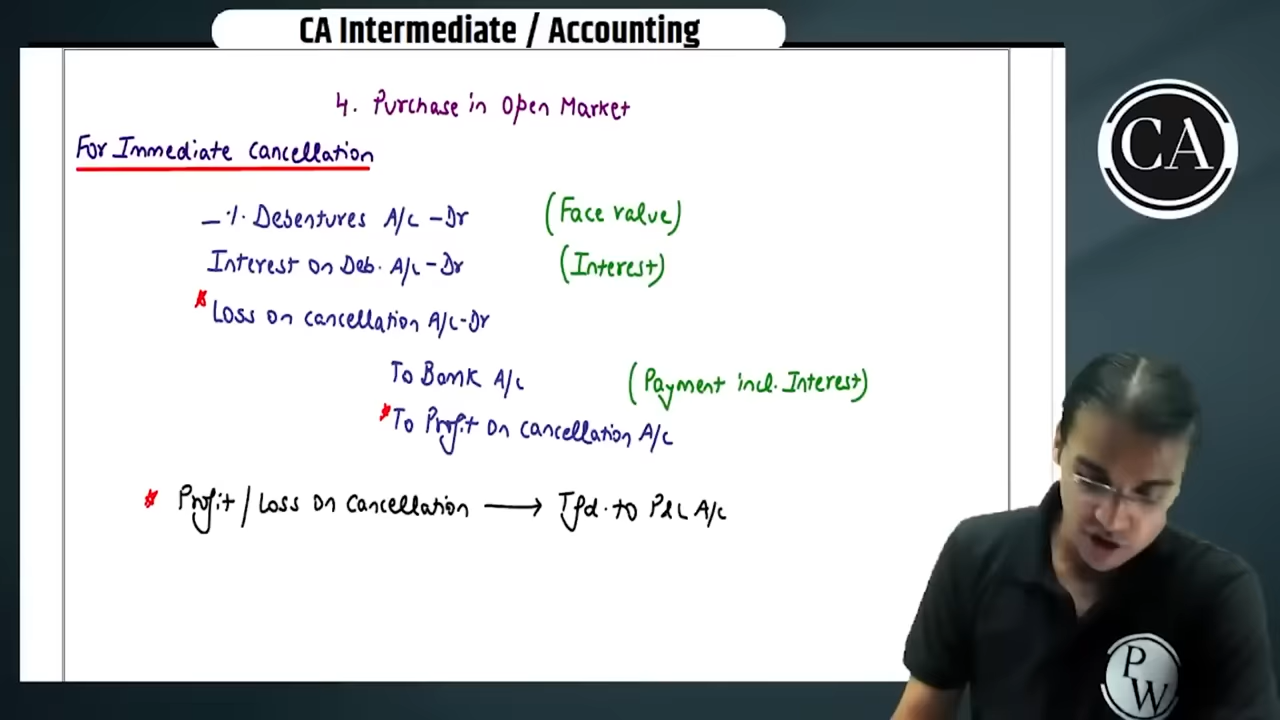 CA Intermediate / Accounting
CA
4. Purchase in Open Market
For Immediate Cancellation
_ % Debentures A/c - Dr (Face value)
Interest on Deb. A/c - Dr (Interest)
* Loss on cancellation A/c - Dr
To Bank A/c (Payment incl. Interest)
* To Profit on cancellation A/c
* Profit / Loss on cancellation → Tfd. to P&L A/c
PW